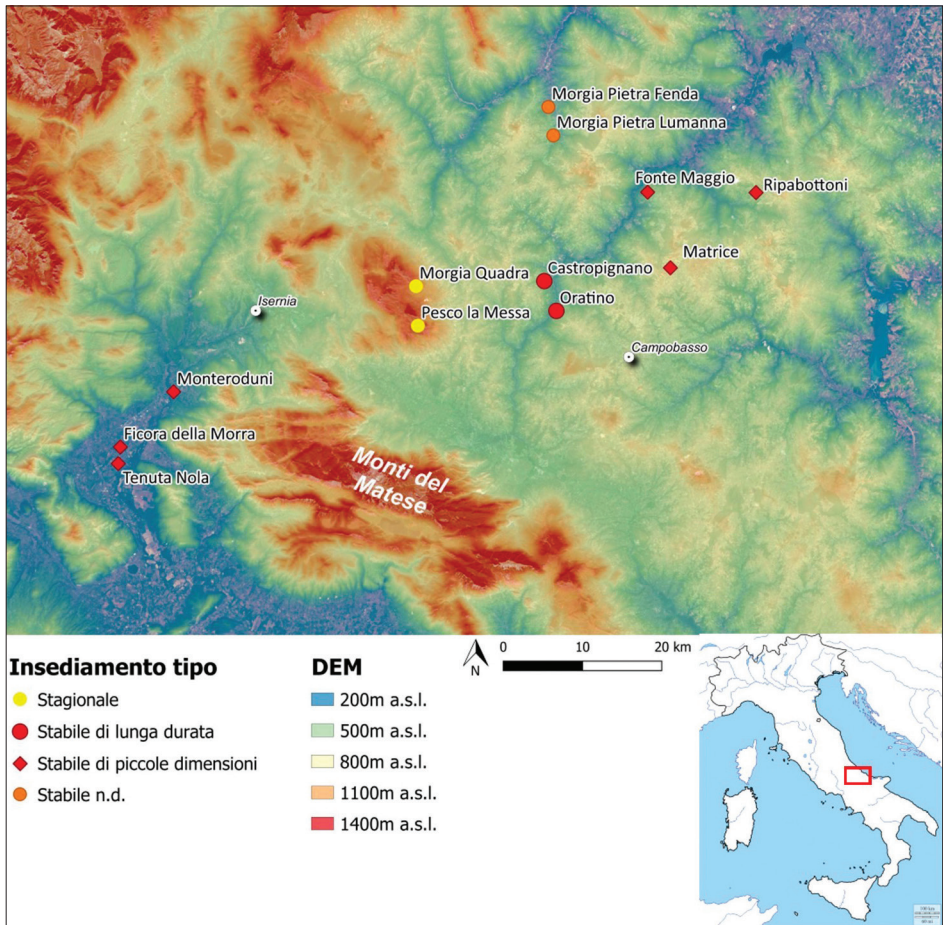 Morgia Pietra Fenda
Morgia Pietra Lumanna
Fonte Maggio
Ripabottoni
Matrice
Morgia Quadra
Castropignano
Isernia
Pesco la Messa
Oratino
Campobasso
Monteroduni
Ficora della Morra
Tenuta Nola
Monti del
Matese
Insediamento tipo
Stagionale
Stabile di lunga durata
Stabile di piccole dimensioni
Stabile n.d.
DEM
200m a.s.l.
500m a.s.l.
800m a.s.l.
1100m a.s.l.
1400m a.s.l.
N
0 10 20 km